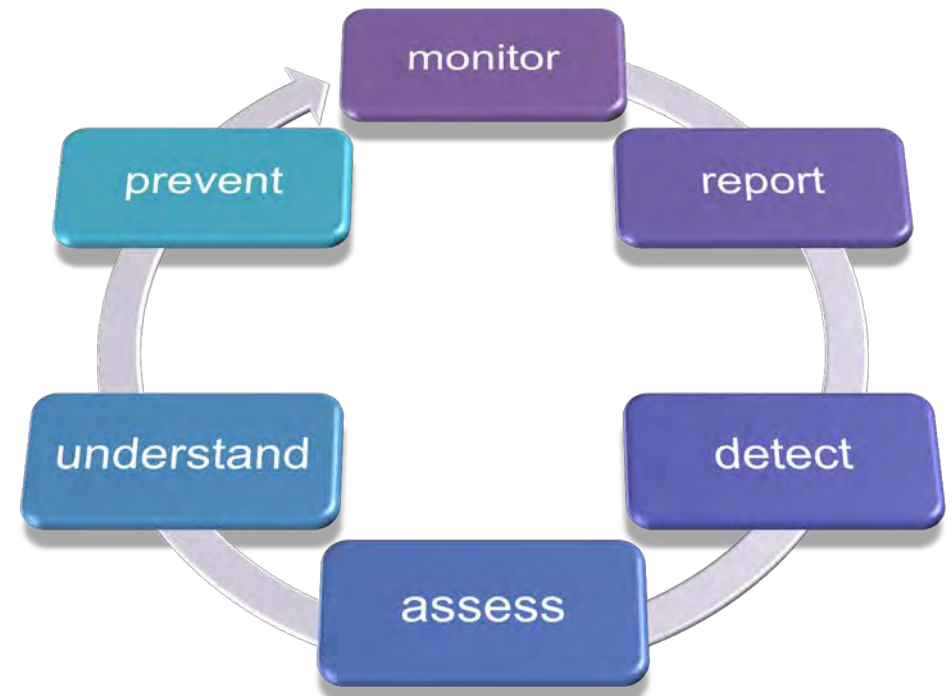 monitor
report
detect
assess
understand
prevent